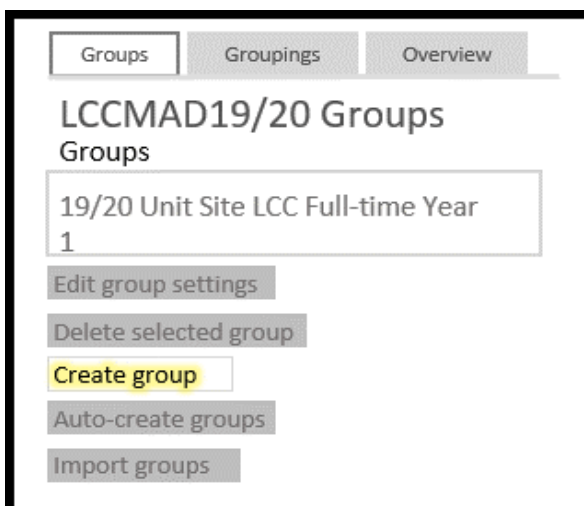 Groups Groupings Overview
LCCMAD19/20 Groups
Groups
19/20 Unit Site LCC Full-time Year
1
Edit group settings
Delete selected group
Create group
Auto-create groups
Import groups